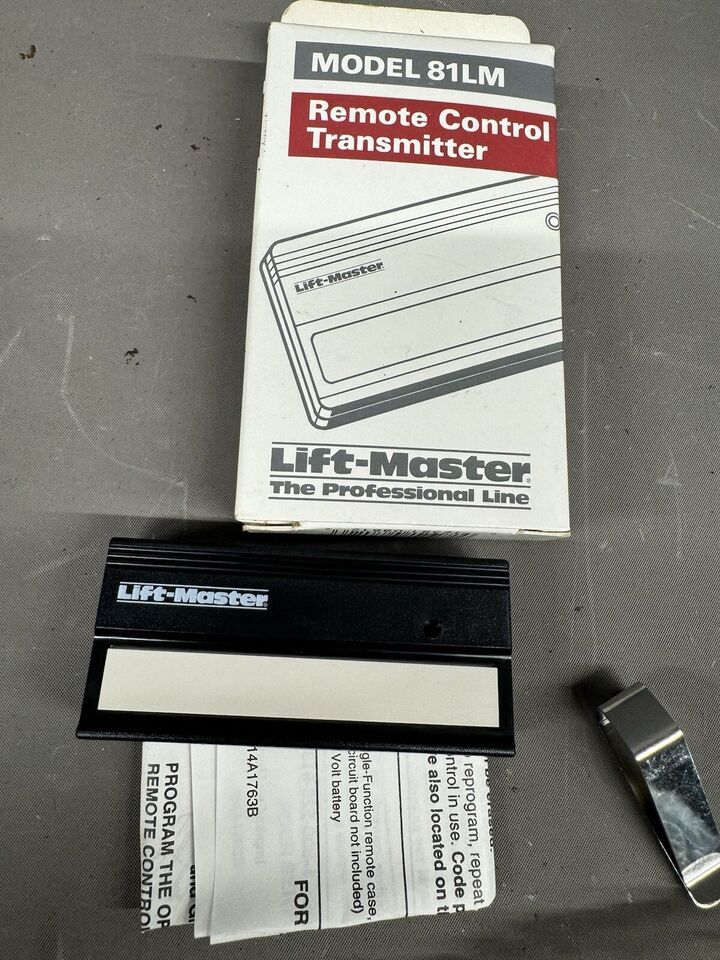 MODEL 81LM
Remote Control
Transmitter
Lift-Master
Lift-Master
The Professional Line
Lift-Master
reprogram, repeat
ntrol in use. Code
e also located on
gle-Function remote case,
circuit board not included)
Volt battery
FOR
14A1763B
PROGRAM THE OP
REMOTE CONTRO